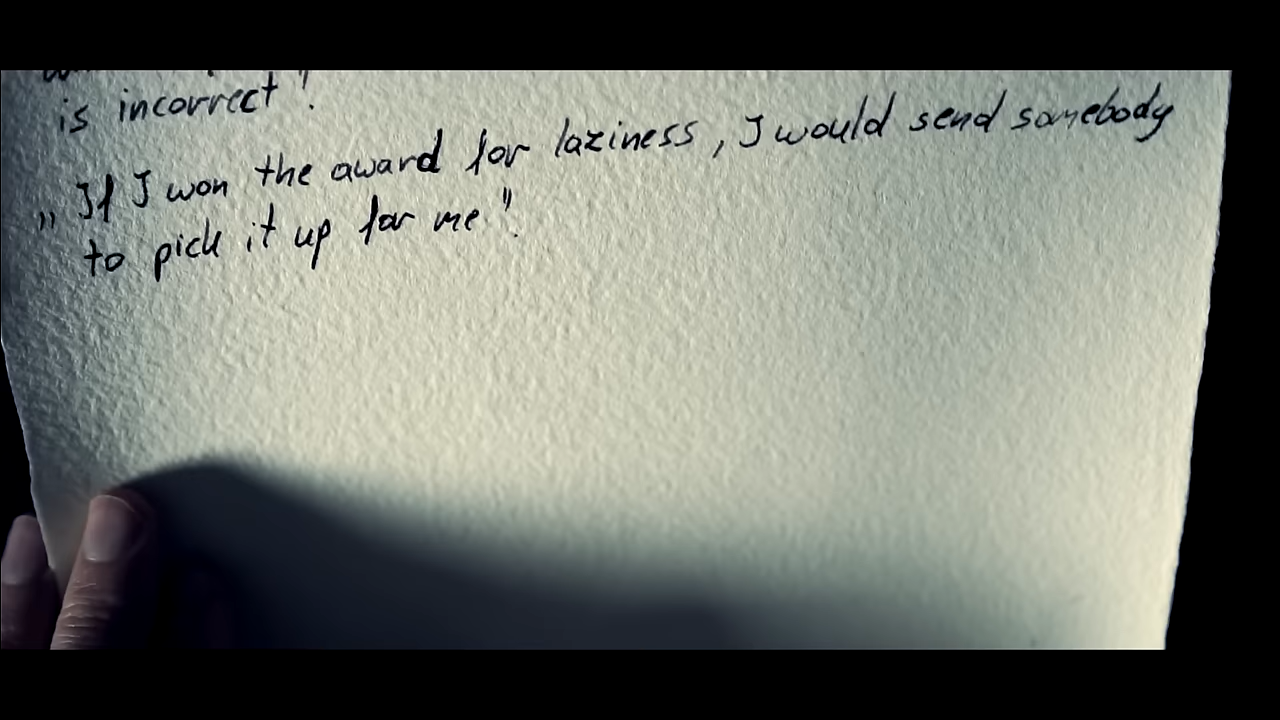 is incorrect".
„If I won the award for laziness, I would send somebody
to pick it up for me".